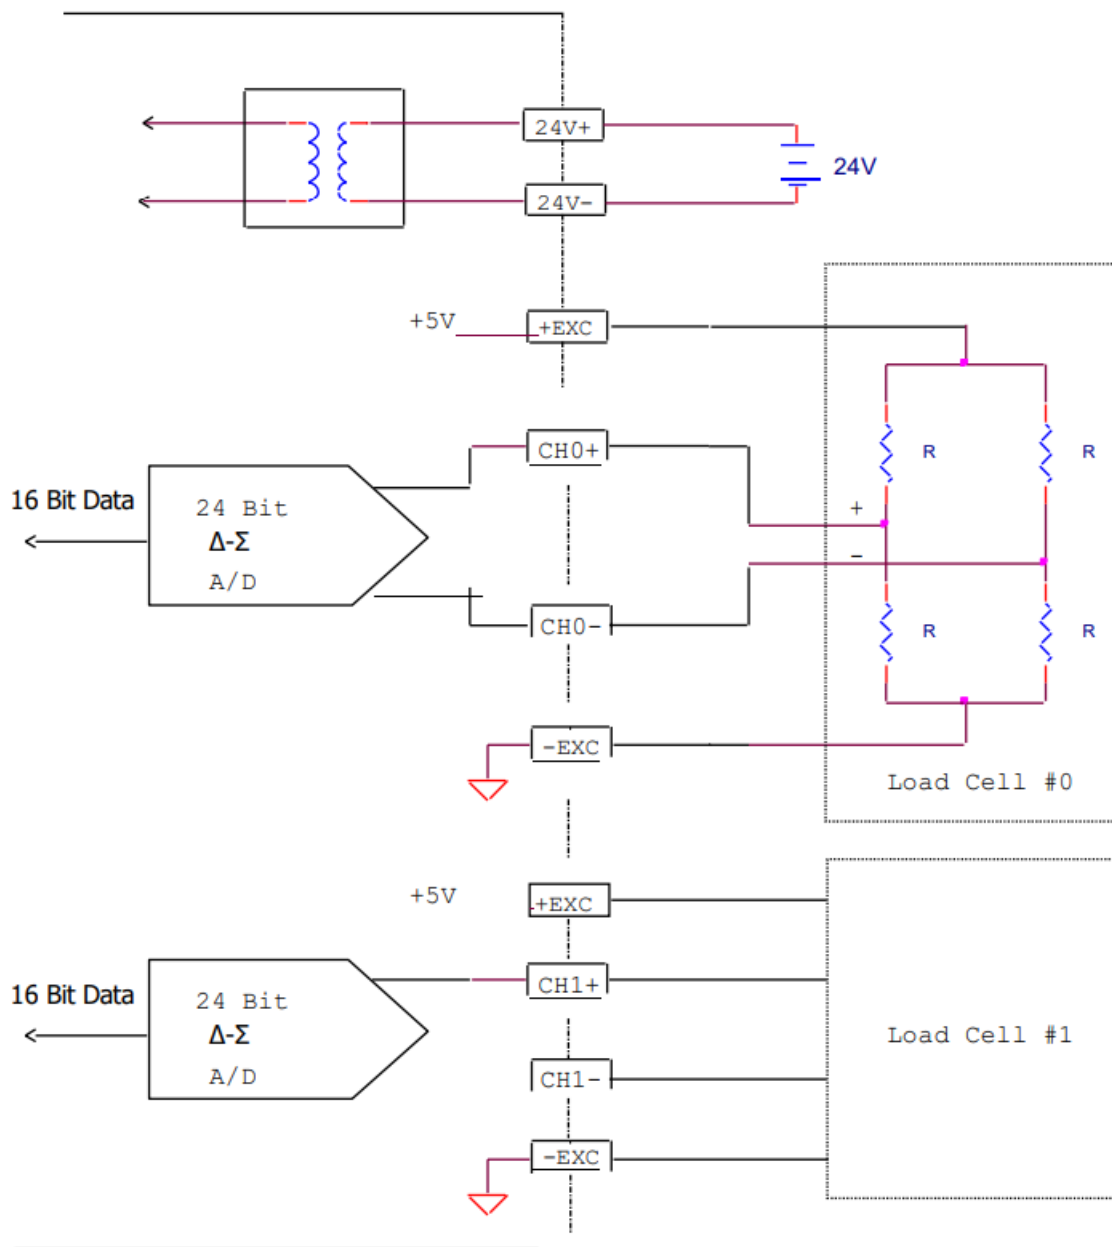 24V+
24V
24V-
+5V
+EXC
CH0+
R
R
16 Bit Data
24 Bit
+
Δ-Σ
-
A/D
CH0-
R
R
-EXC
Load Cell #0
+5V
+EXC
CH1+
16 Bit Data
24 Bit
Δ-Σ
Load Cell #1
A/D
CH1-
-EXC